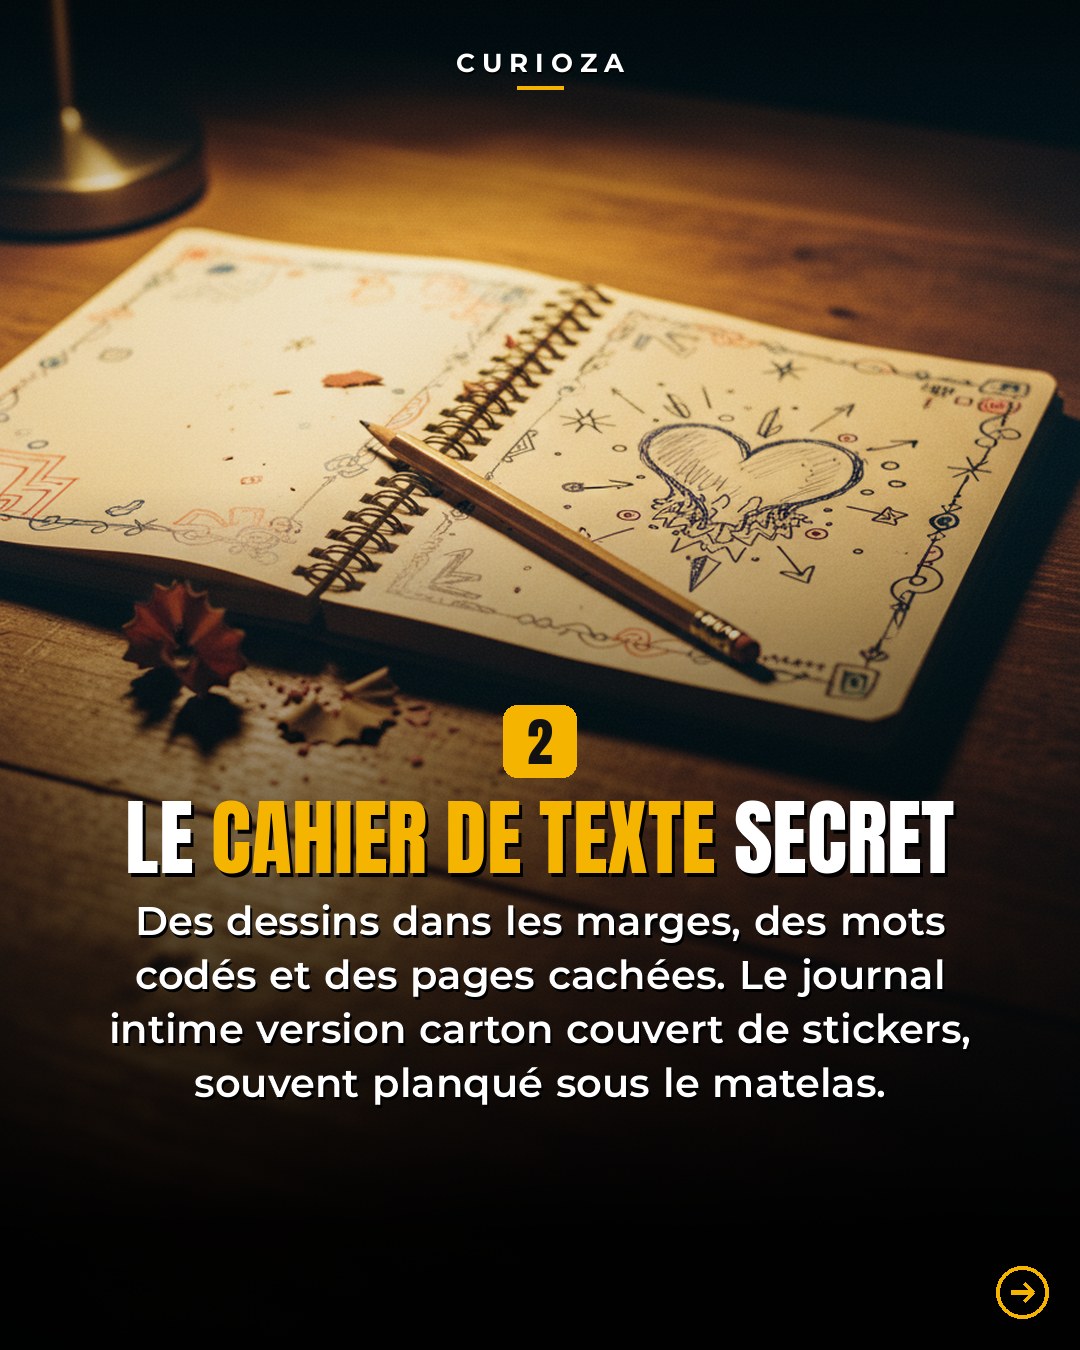 CURIOZA
2
LE CAHIER DE TEXTE SECRET
Des dessins dans les marges, des mots
codés et des pages cachées. Le journal
intime version carton couvert de stickers,
souvent planqué sous le matelas.